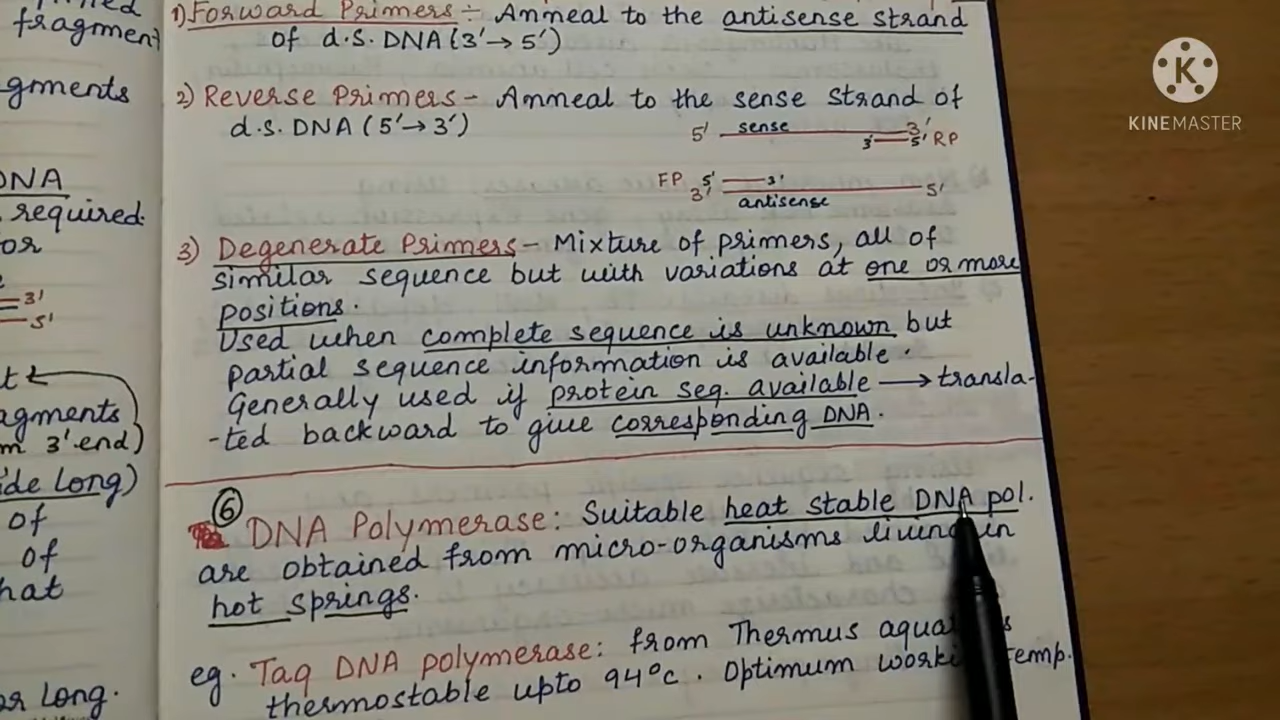 fragment
gments
DNA
required.
or
3'
5'
t
agments
m 3' end)
ide long)
of
of
hat
or long.
1) Forward Primers :- Anneal to the antisense strand
of d.s. DNA (3' → 5')
2) Reverse Primers - Anneal to the sense strand of
d.s. DNA (5' → 3')
5' sense 3'
3' 5' RP
FP 5' 3'
3' antisense 5'
3) Degenerate Primers - Mixture of primers, all of
similar sequence but with variations at one or more
positions.
Used when complete sequence is unknown but
partial sequence information is available.
Generally used if protein seq. available → transla-
-ted backward to give corresponding DNA.
6
DNA Polymerase: Suitable heat stable DNA pol.
are obtained from micro-organisms living in
hot springs.
eg. Taq DNA polymerase: from Thermus
thermostable upto 94°c. Optimum temp.
K
KINEMASTER